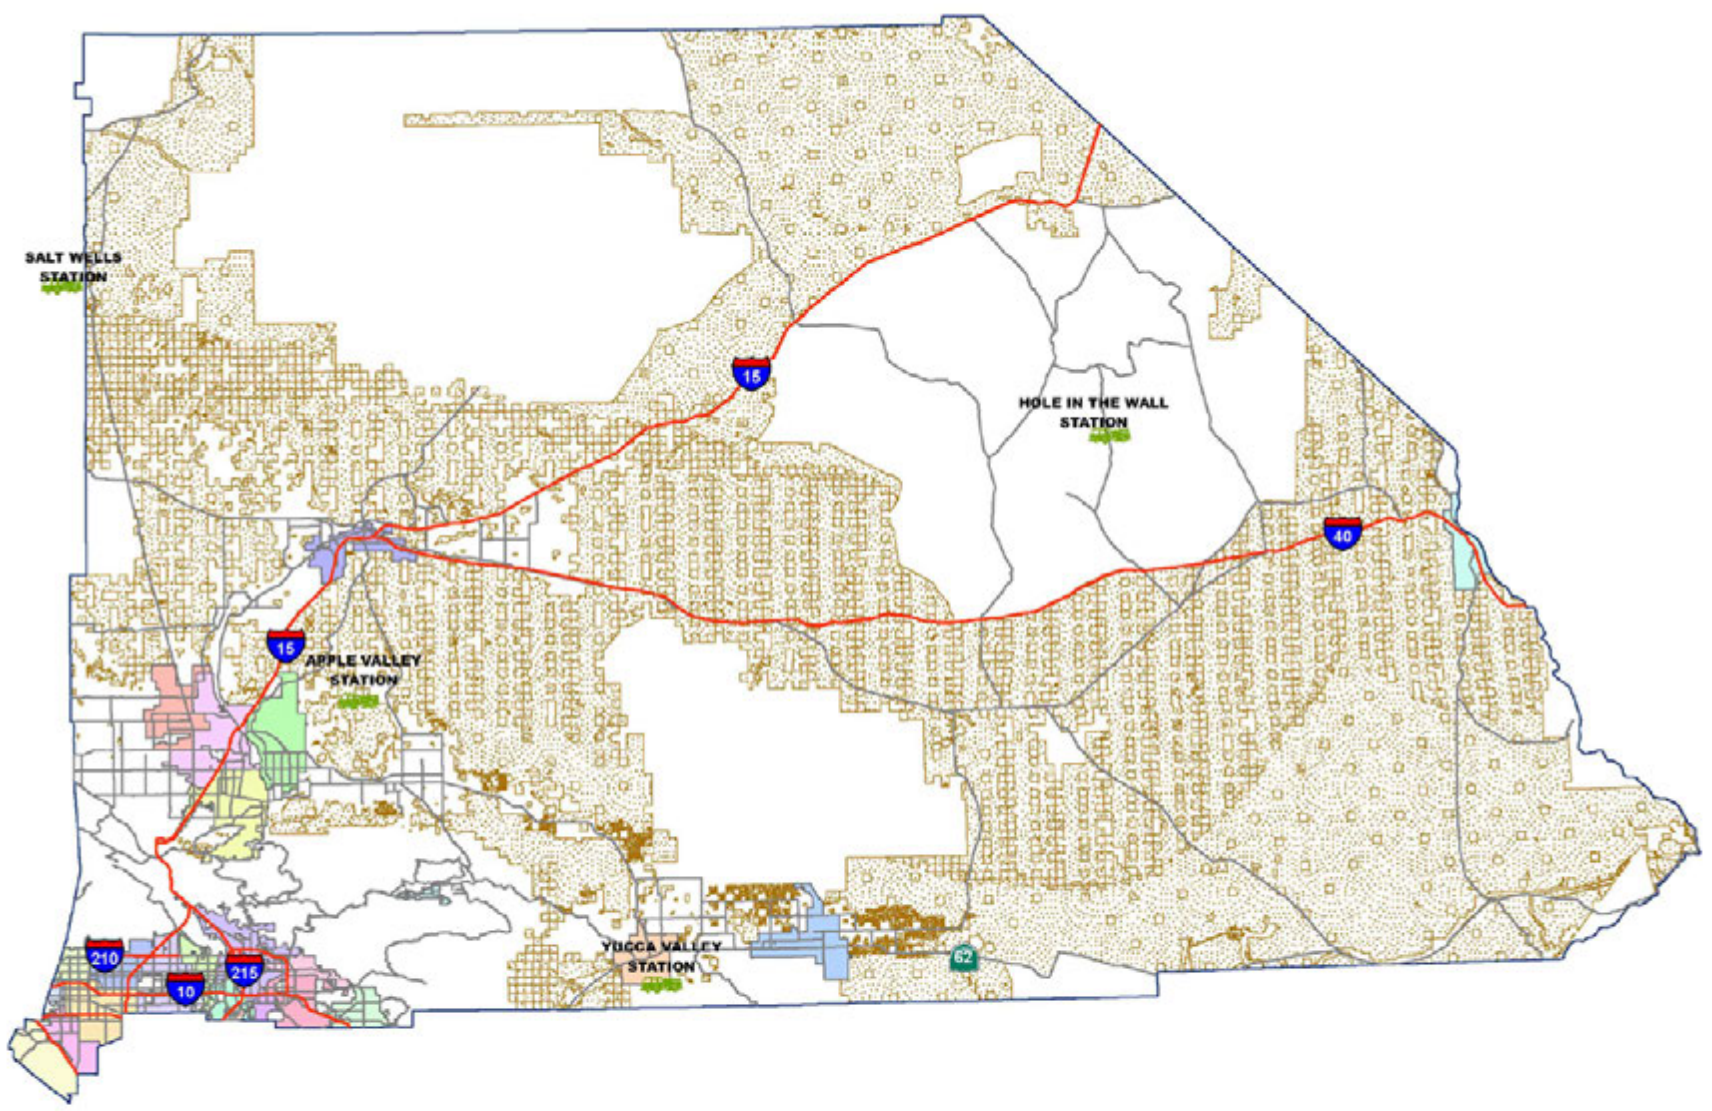 SALT WELLS
STATION
15
HOLE IN THE WALL
STATION
40
15
APPLE VALLEY
STATION
210
10
215
YUCCA VALLEY
STATION
62